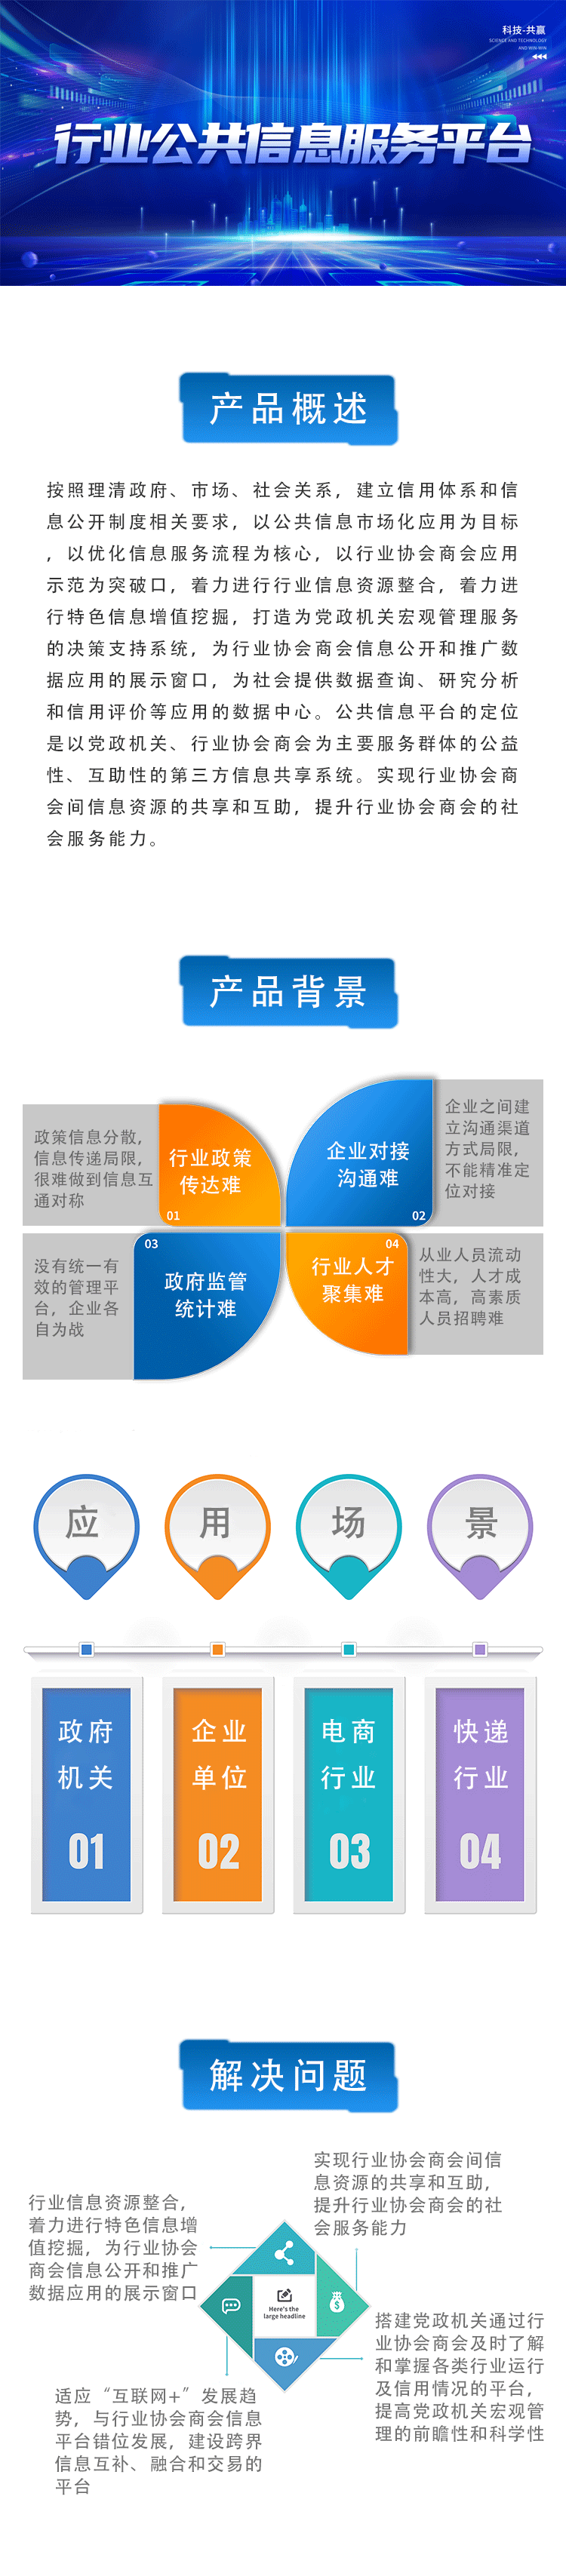 科技-共赢
SCIENCE AND TECHNOLOGY
AND WIN-WIN
行业公共信息服务平台
产品概述
按照理清政府、市场、社会关系，建立信用体系和信
息公开制度相关要求，以公共信息市场化应用为目标
，以优化信息服务流程为核心，以行业协会商会应用
示范为突破口，着力进行行业信息资源整合，着力进
行特色信息增值挖掘，打造为党政机关宏观管理服务
的决策支持系统，为行业协会商会信息公开和推广数
据应用的展示窗口，为社会提供数据查询、研究分析
和信用评价等应用的数据中心。公共信息平台的定位
是以党政机关、行业协会商会为主要服务群体的公益
性、互助性的第三方信息共享系统。实现行业协会商
会间信息资源的共享和互助，提升行业协会商会的社
会服务能力。
产品背景
政策信息分散，
信息传递局限，
很难做到信息互
通对称
行业政策
传达难
01
企业对接
沟通难
02
企业之间建
立沟通渠道
方式局限，
不能精准定
位对接
没有统一有
效的管理平
台，企业各
自为战
03
政府监管
统计难
04
行业人才
聚集难
从业人员流动
性大，人才成
本高，高素质
人员招聘难
应用场景
政府
机关
01
企业
单位
02
电商
行业
03
快递
行业
04
解决问题
实现行业协会商会间信
息资源的共享和互助，
提升行业协会商会的社
会服务能力
行业信息资源整合，
着力进行特色信息增
值挖掘，为行业协会
商会信息公开和推广
数据应用的展示窗口
Here's the
large headline
搭建党政机关通过行
业协会商会及时了解
和掌握各类行业运行
及信用情况的平台，
提高党政机关宏观管
理的前瞻性和科学性
适应“互联网+”发展趋
势，与行业协会商会信息
平台错位发展，建设跨界
信息互补、融合和交易的
平台